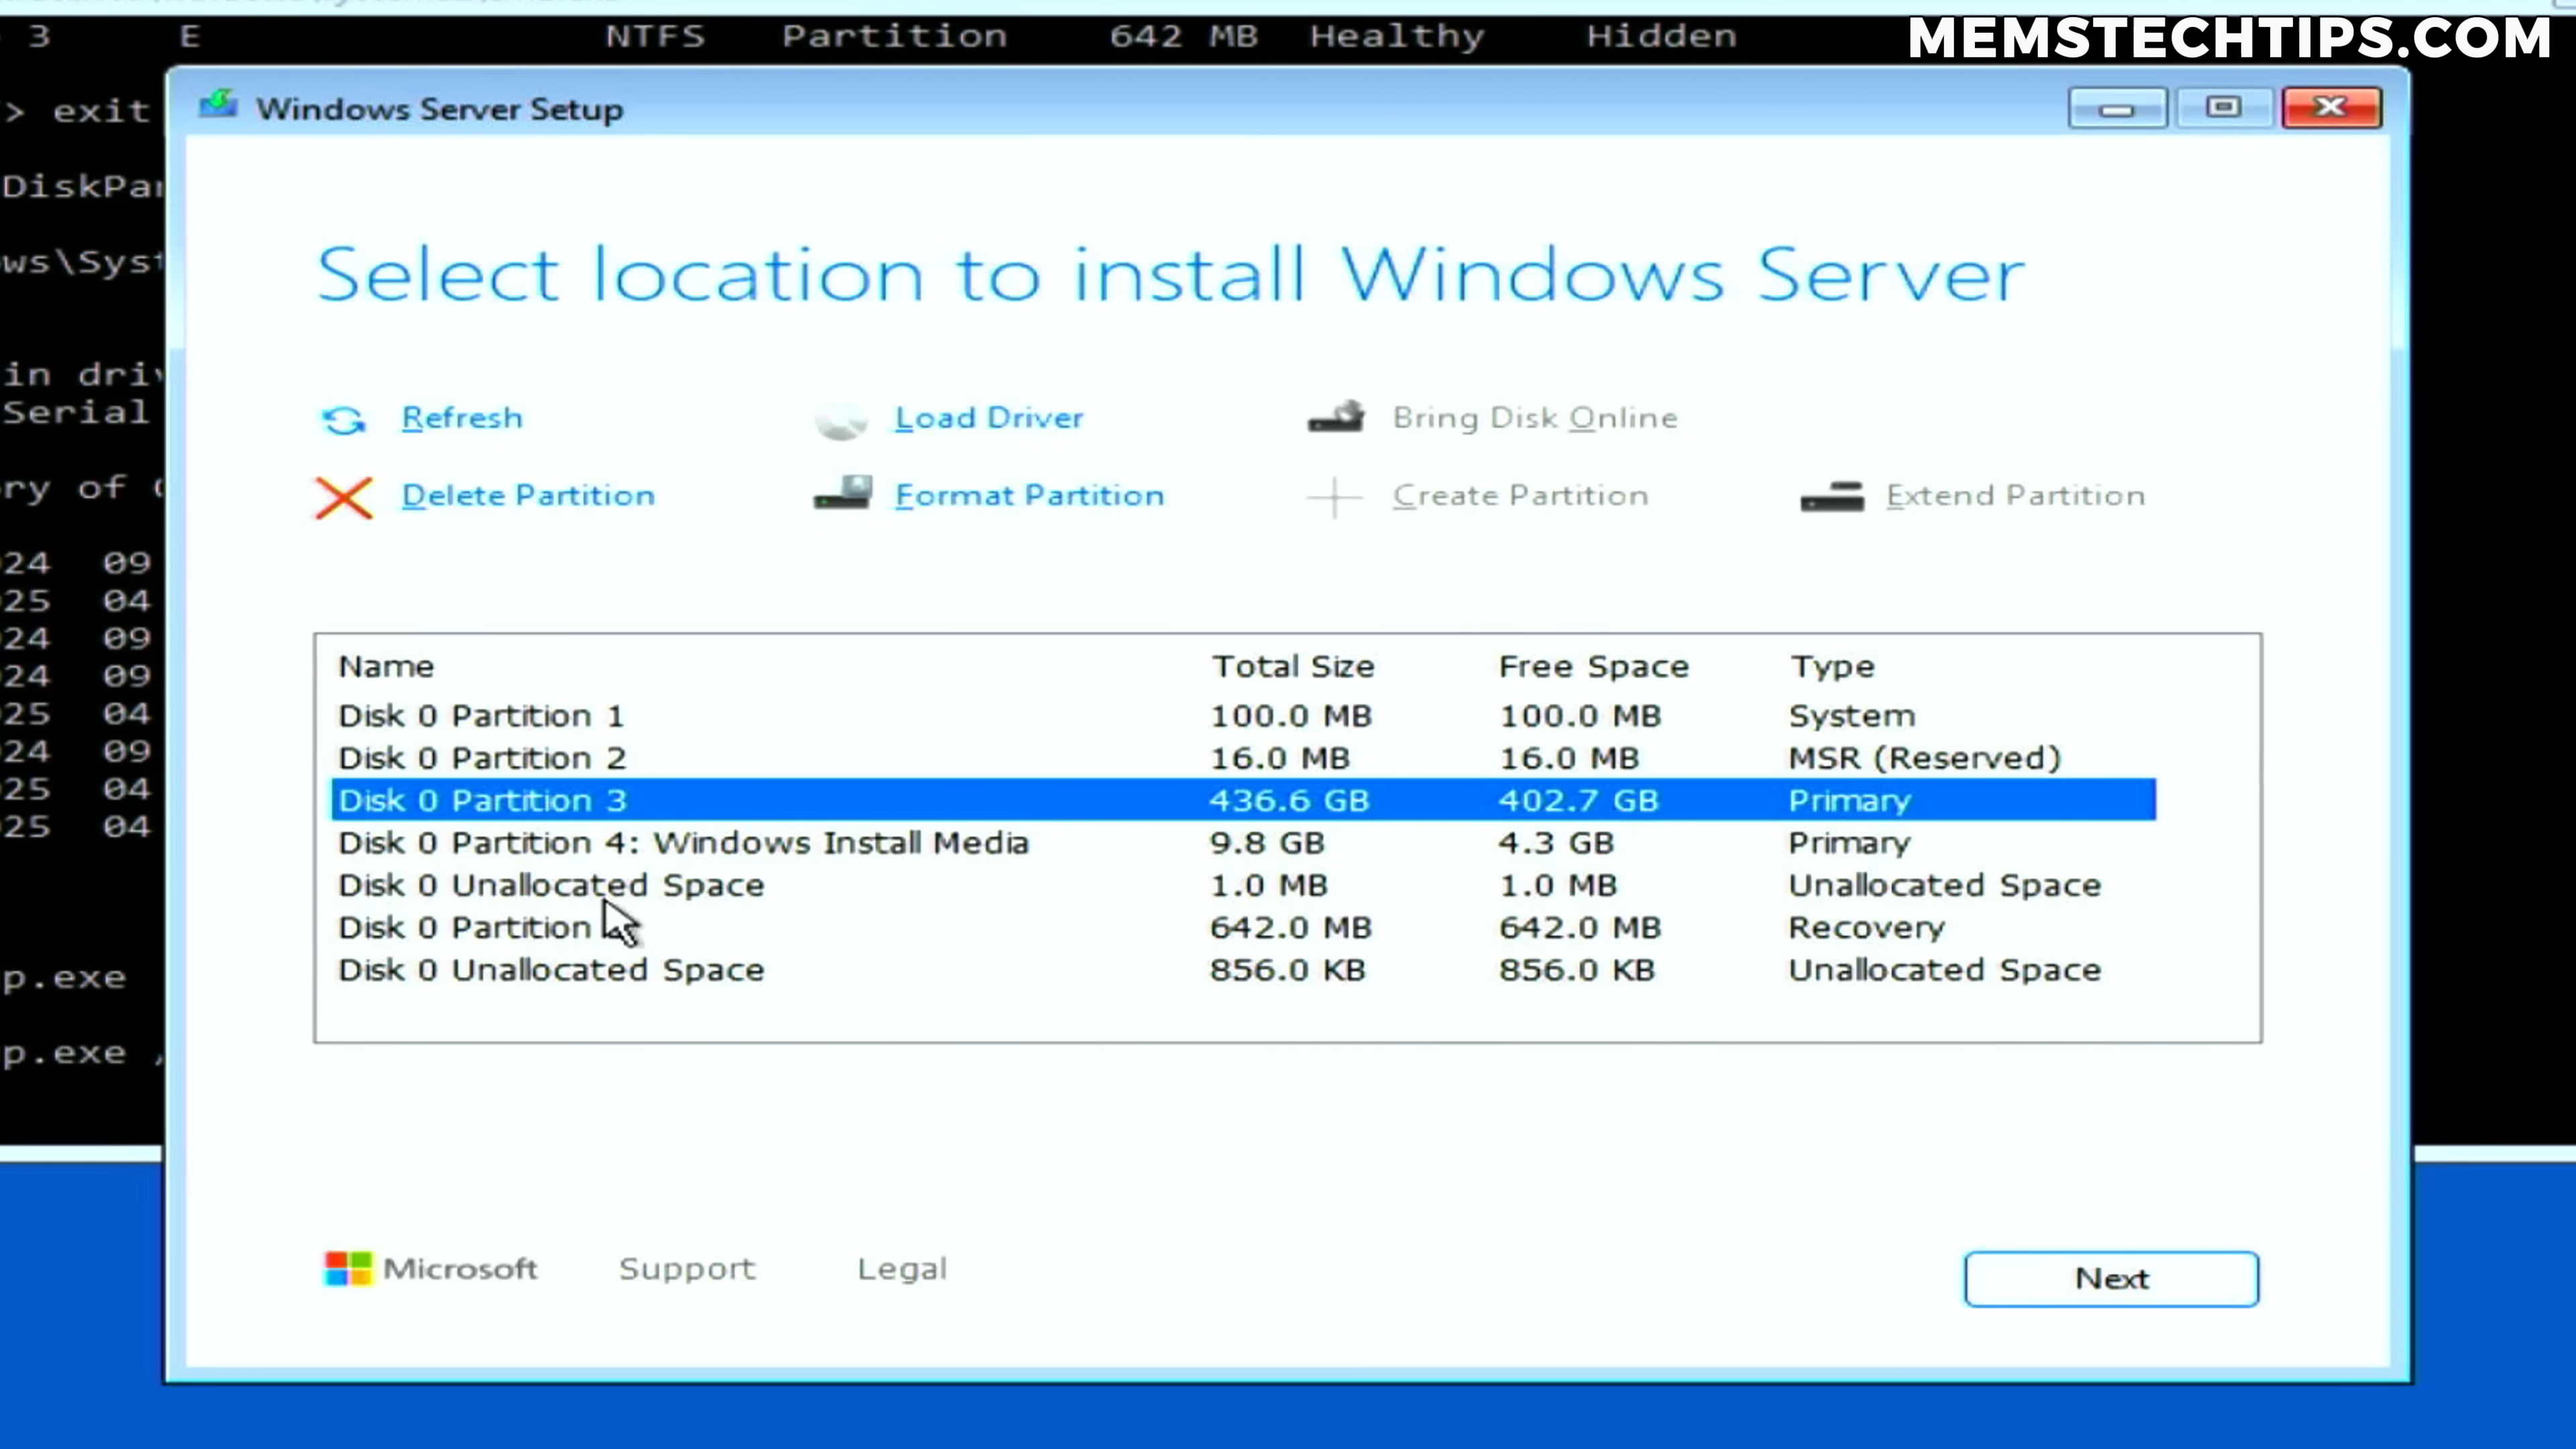 MEMSTECHTIPS.COM
3 E NTFS Partition 642 MB Healthy Hidden
> exit
Windows Server Setup
Select location to install Windows Server
in
Serial
of
Refresh Load Driver Bring Disk Online
Delete Partition Format Partition Create Partition Extend Partition
24 09
25 04
24 09
24 09
25 04
24 09
25 04
25 04
Name Total Size Free Space Type
Disk 0 Partition 1 100.0 MB 100.0 MB System
Disk 0 Partition 2 16.0 MB 16.0 MB MSR (Reserved)
Disk 0 Partition 3 436.6 GB 402.7 GB Primary
Disk 0 Partition 4: Windows Install Media 9.8 GB 4.3 GB Primary
Disk 0 Unallocated Space 1.0 MB 1.0 MB Unallocated Space
Disk 0 Partition 642.0 MB 642.0 MB Recovery
Disk 0 Unallocated Space 856.0 KB 856.0 KB Unallocated Space
p.exe
p.exe
Microsoft Support Legal
Next